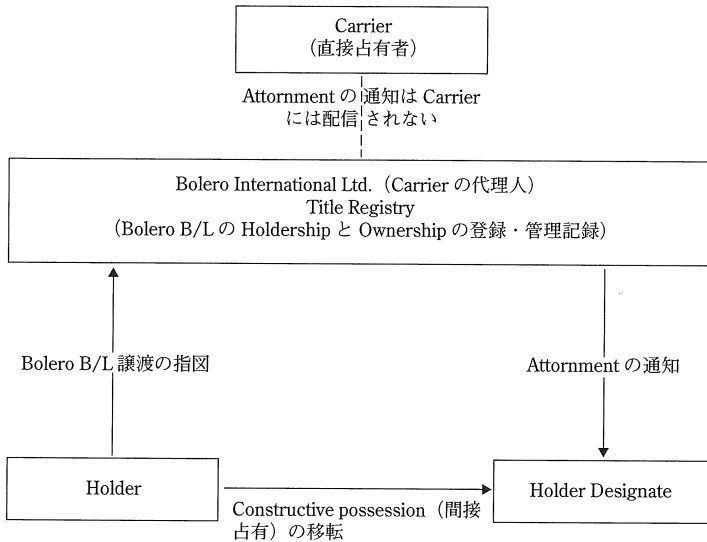 Carrier
（直接占有者）
Attornment の 通知は Carrier
には配信 されない
Bolero International Ltd.（Carrier の代理人）
Title Registry
（Bolero B/L の Holdership と Ownership の登録・管理記録）
Bolero B/L 譲渡の指図
Attornment の通知
Holder
Holder Designate
Constructive possession（間接
占有）の移転